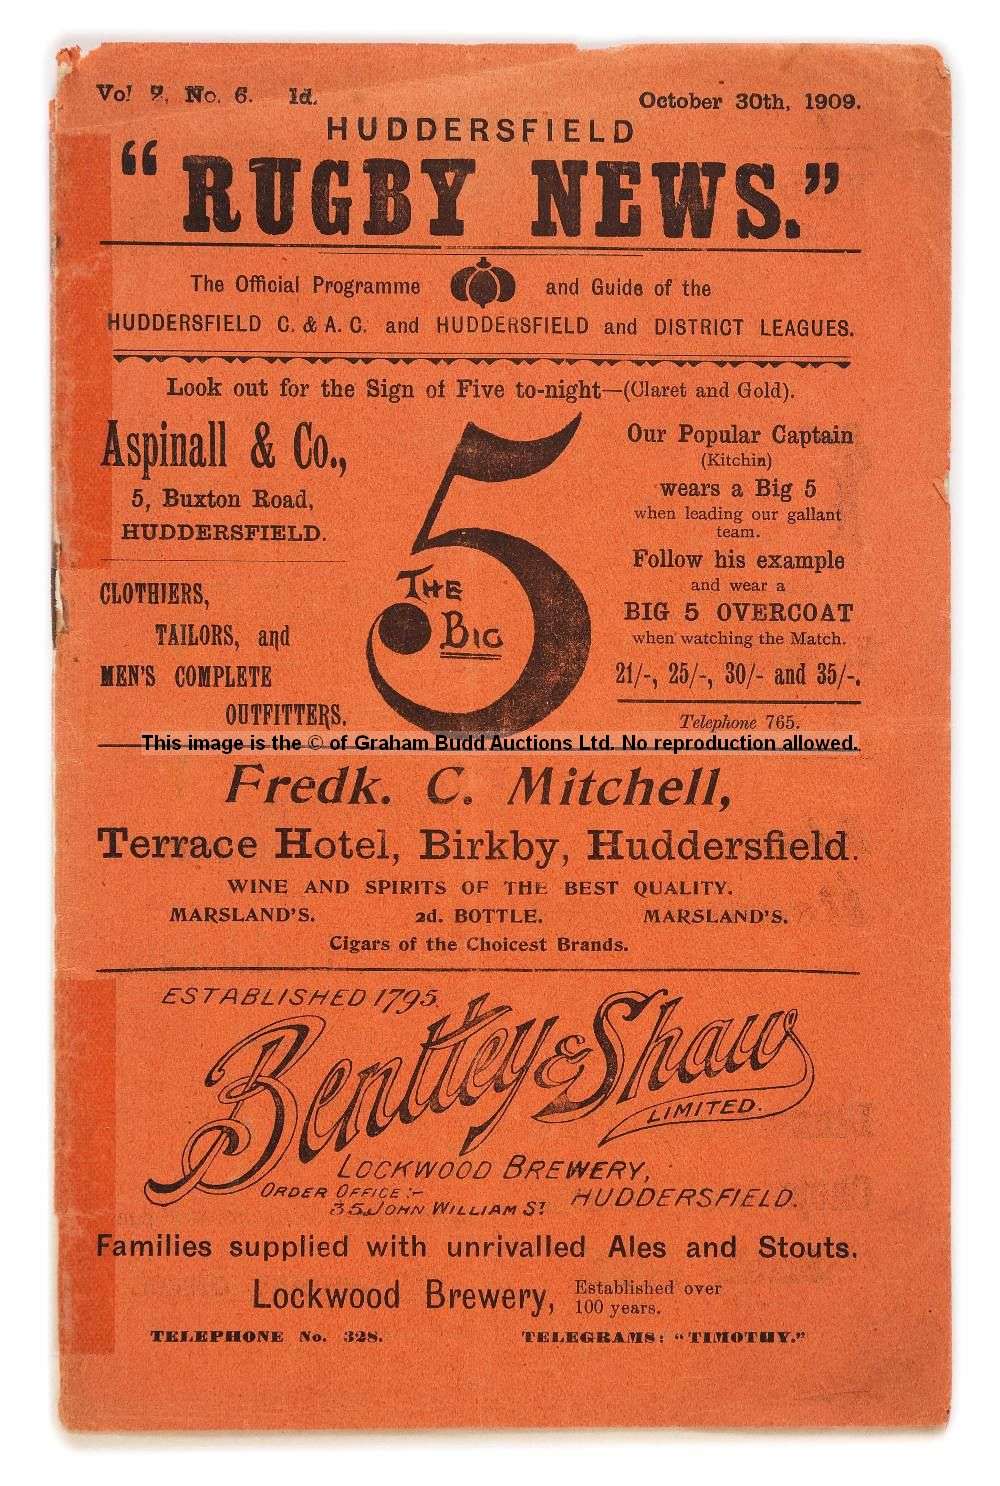 Vol 2, No. 6. 1d.
October 30th, 1909.
HUDDERSFIELD
"RUGBY NEWS."
The Official Programme and Guide of the
HUDDERSFIELD C. & A. C. and HUDDERSFIELD and DISTRICT LEAGUES.
Look out for the Sign of Five to-night—(Claret and Gold).
Aspinall & Co.,
5, Buxton Road,
HUDDERSFIELD.
CLOTHIERS,
TAILORS, and
MEN'S COMPLETE
OUTFITTERS.
5
THE
BIG
Our Popular Captain
(Kitchin)
wears a Big 5
when leading our gallant
team.
Follow his example
and wear a
BIG 5 OVERCOAT
when watching the Match.
21/-, 25/-, 30/- and 35/-.
Telephone 765.
This image is the © of Graham Budd Auctions Ltd. No reproduction allowed.
Fredk. C. Mitchell,
Terrace Hotel, Birkby, Huddersfield.
WINE AND SPIRITS OF THE BEST QUALITY.
MARSLAND'S. 2d. BOTTLE. MARSLAND'S.
Cigars of the Choicest Brands.
ESTABLISHED 1795.
Benttey & Shaw
LIMITED.
LOCKWOOD BREWERY,
HUDDERSFIELD.
ORDER OFFICE:-
35 JOHN WILLIAM ST
Families supplied with unrivalled Ales and Stouts.
Lockwood Brewery, Established over
100 years.
TELEPHONE No. 328. TELEGRAMS: "TIMOTHY."